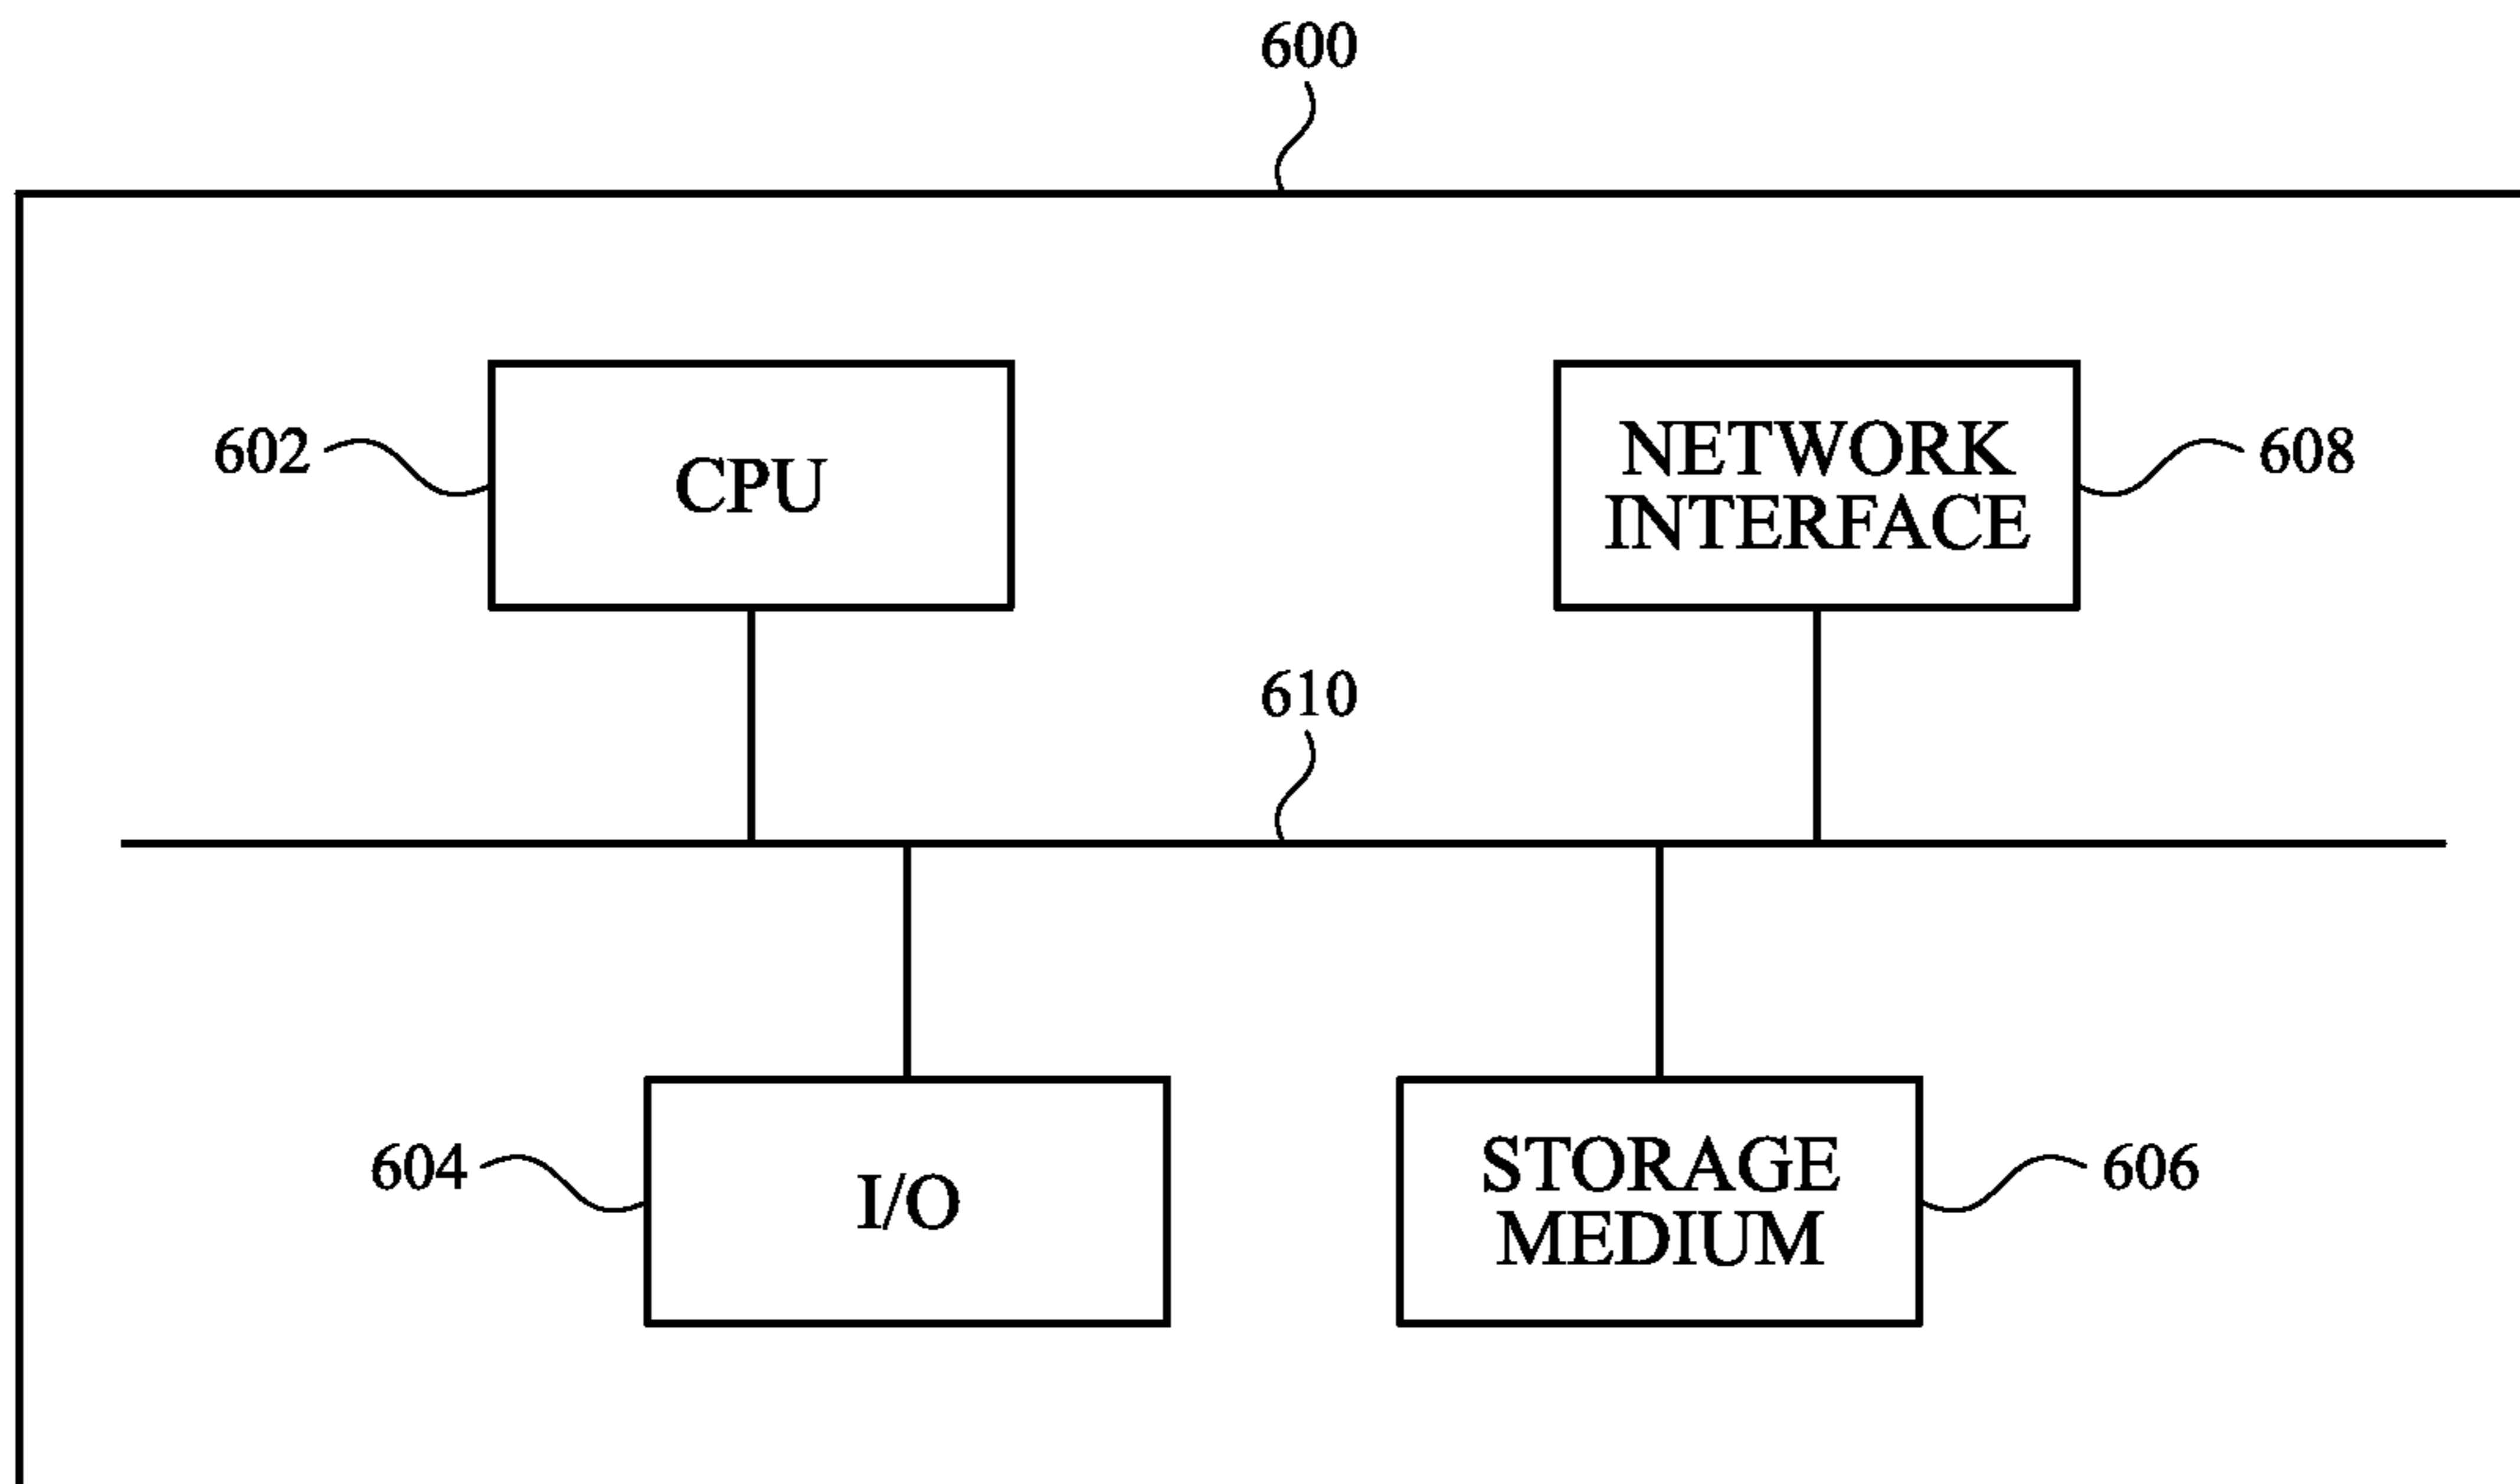 600
602
CPU
NETWORK
INTERFACE
608
610
604
I/O
STORAGE
MEDIUM
606